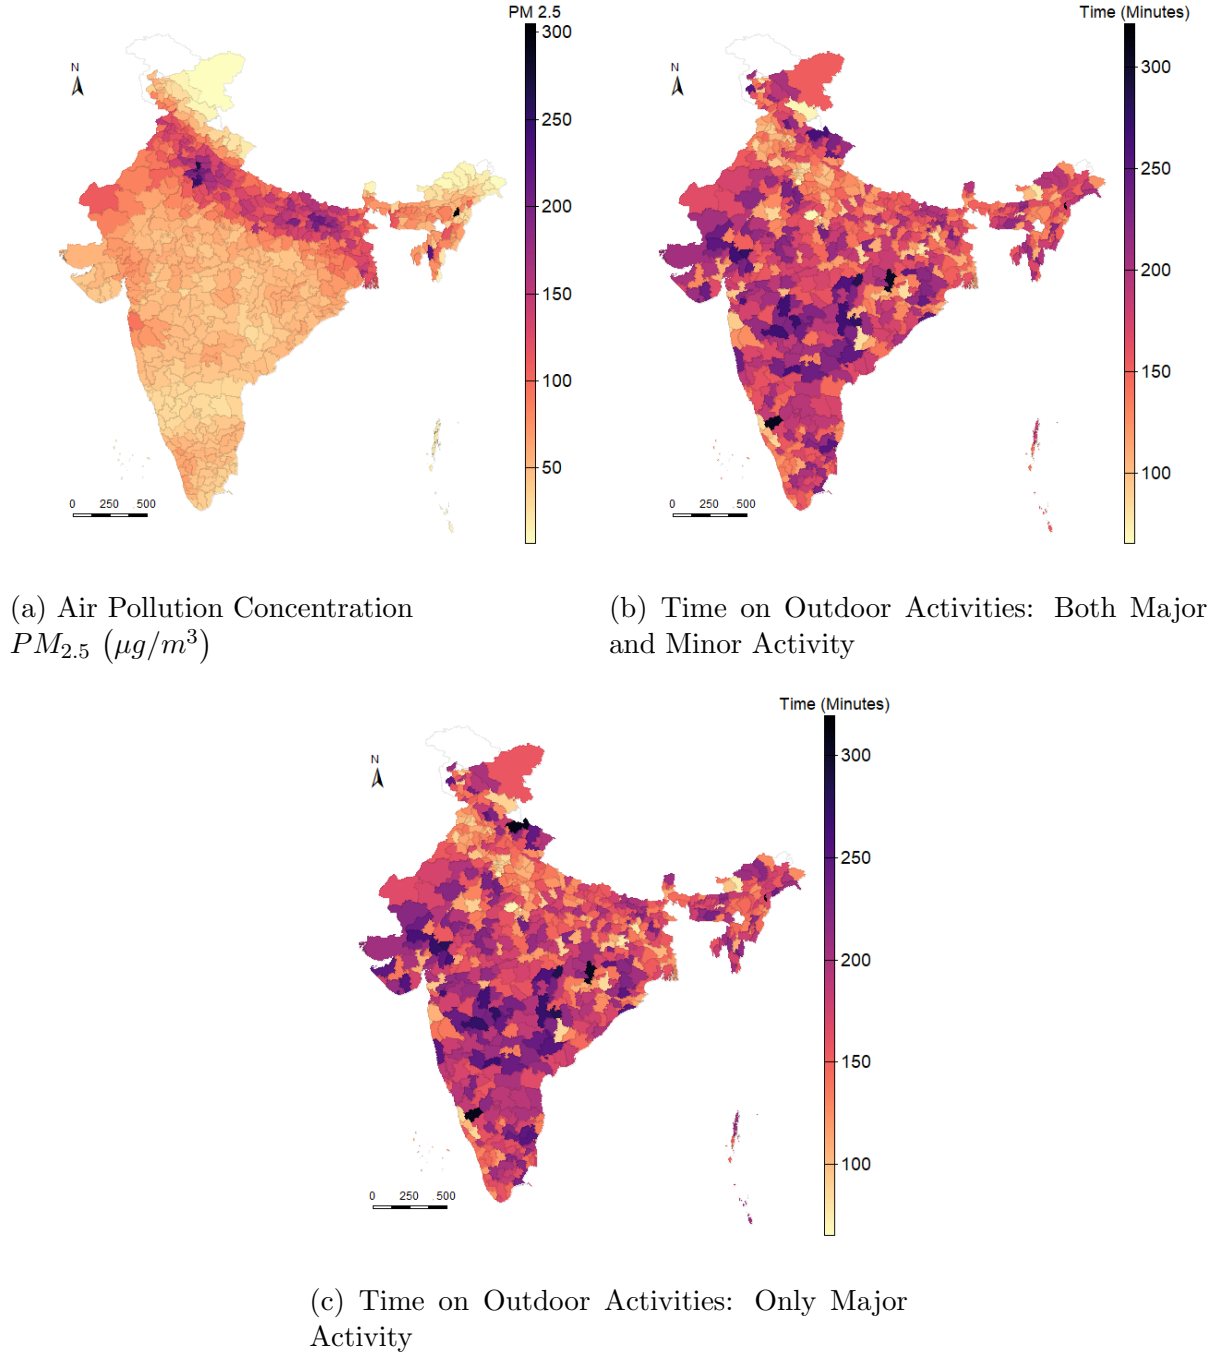 PM 2.5
300
250
200
150
100
50
N
0 250 500
Time (Minutes)
300
250
200
150
100
N
0 250 500
(a) Air Pollution Concentration
PM2.5 (μg/m³)
(b) Time on Outdoor Activities: Both Major
and Minor Activity
Time (Minutes)
300
250
200
150
100
N
0 250 500
(c) Time on Outdoor Activities: Only Major
Activity